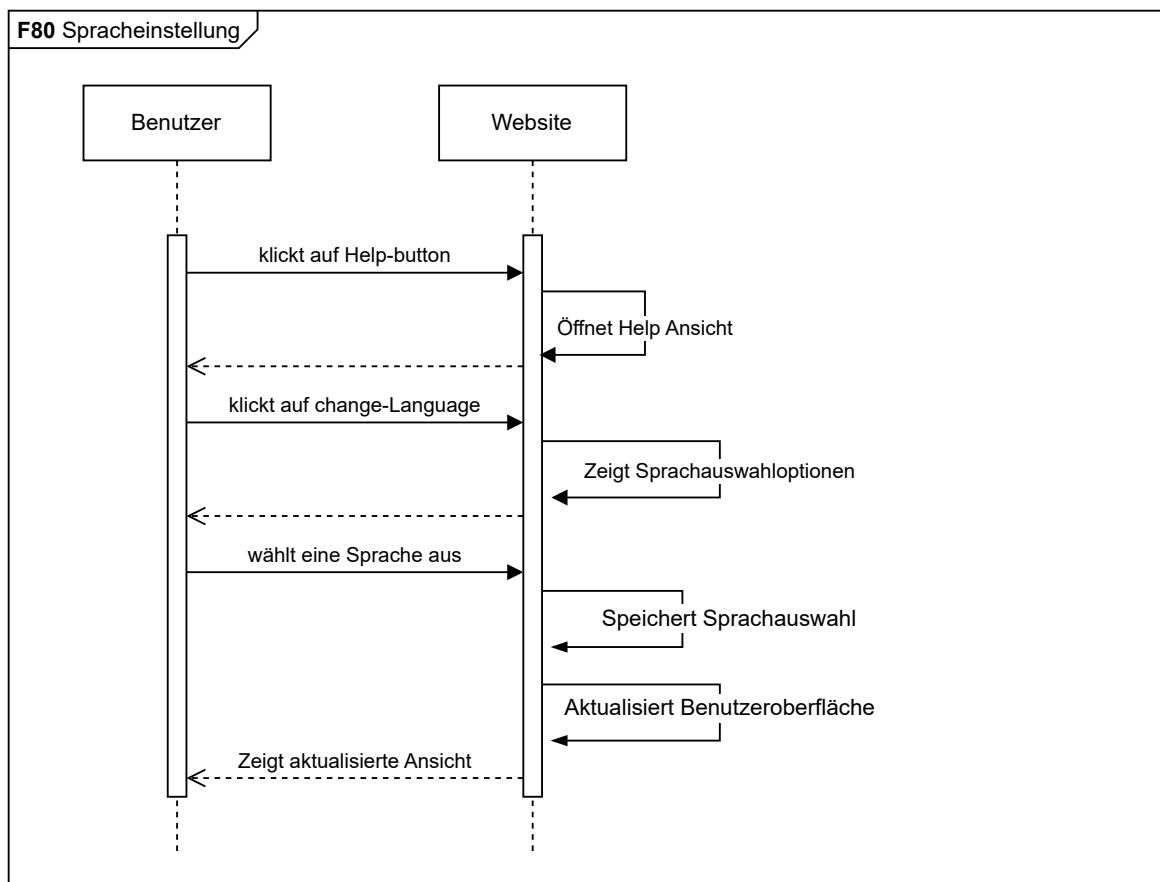 F80 Spracheinstellung
Benutzer
Website
klickt auf Help-button
Öffnet Help Ansicht
klickt auf change-Language
Zeigt Sprachauswahloptionen
wählt eine Sprache aus
Speichert Sprachauswahl
Aktualisiert Benutzeroberfläche
Zeigt aktualisierte Ansicht